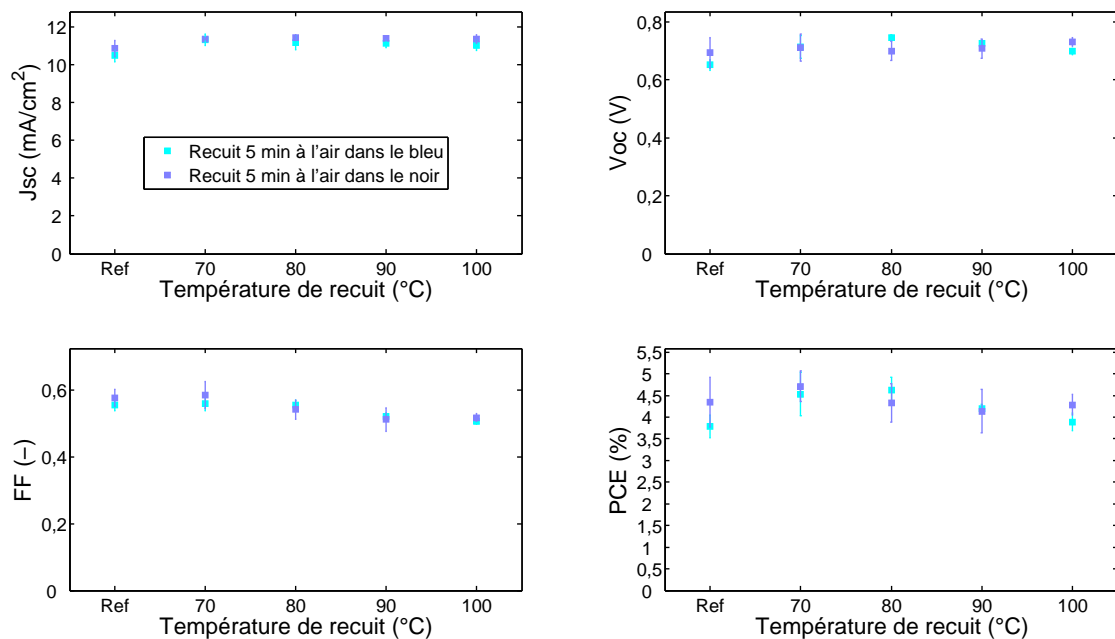 12
10
8
6
4
2
0
Jsc (mA/cm²)
Recuit 5 min à l'air dans le bleu
Recuit 5 min à l'air dans le noir
Ref 70 80 90 100
Température de recuit (°C)
0,8
0,6
0,4
0,2
0
Voc (V)
Ref 70 80 90 100
Température de recuit (°C)
0,6
0,4
0,2
0
FF (–)
Ref 70 80 90 100
Température de recuit (°C)
5,5
5
4,5
4
3,5
3
2,5
2
1,5
1
0,5
0
PCE (%)
Ref 70 80 90 100
Température de recuit (°C)